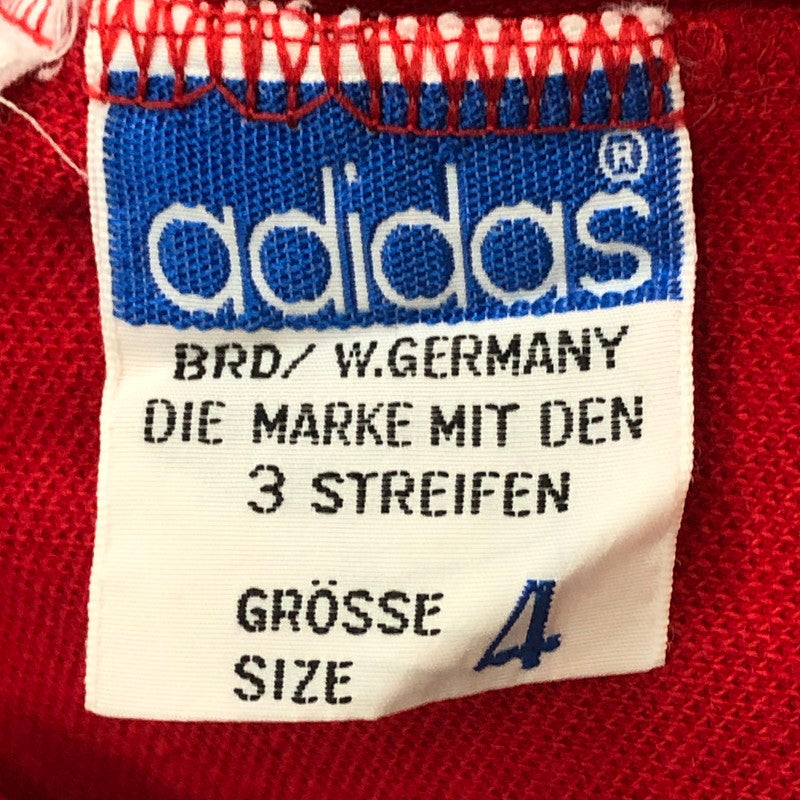 adidas®
BRD/ W.GERMANY
DIE MARKE MIT DEN
3 STREIFEN
GRÖSSE 4
SIZE